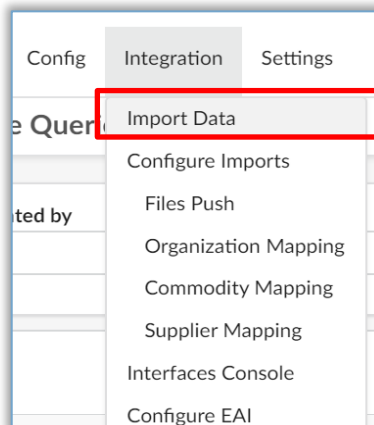 Config Integration Settings
e Queri
Import Data
Configure Imports
Files Push
ited by
Organization Mapping
Commodity Mapping
Supplier Mapping
Interfaces Console
Configure EAI